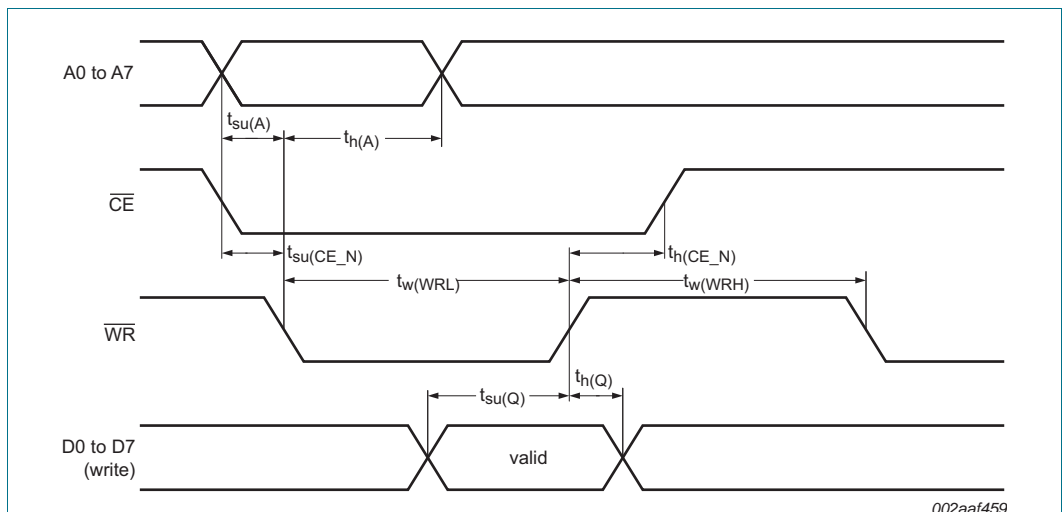 A0 to A7
tsu(A)
th(A)
CE
tsu(CE_N)
th(CE_N)
tw(WRL)
tw(WRH)
WR
tsu(Q)
th(Q)
D0 to D7
(write)
valid
002aaf459